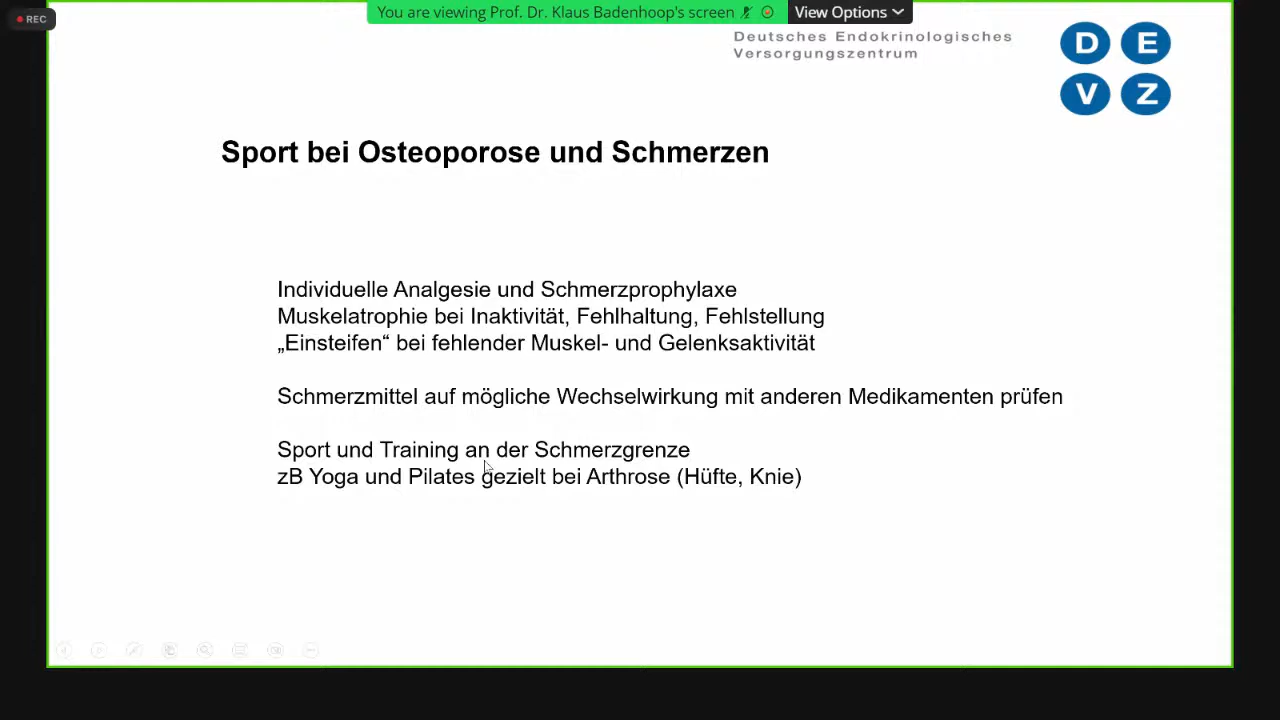 REC
You are viewing Prof. Dr. Klaus Badenhoop's screen
View Options
Deutsches Endokrinologisches
Versorgungszentrum
D E
V Z
Sport bei Osteoporose und Schmerzen
Individuelle Analgesie und Schmerzprophylaxe
Muskelatrophie bei Inaktivität, Fehlhaltung, Fehlstellung
„Einsteifen“ bei fehlender Muskel- und Gelenksaktivität
Schmerzmittel auf mögliche Wechselwirkung mit anderen Medikamenten prüfen
Sport und Training an der Schmerzgrenze
zB Yoga und Pilates gezielt bei Arthrose (Hüfte, Knie)